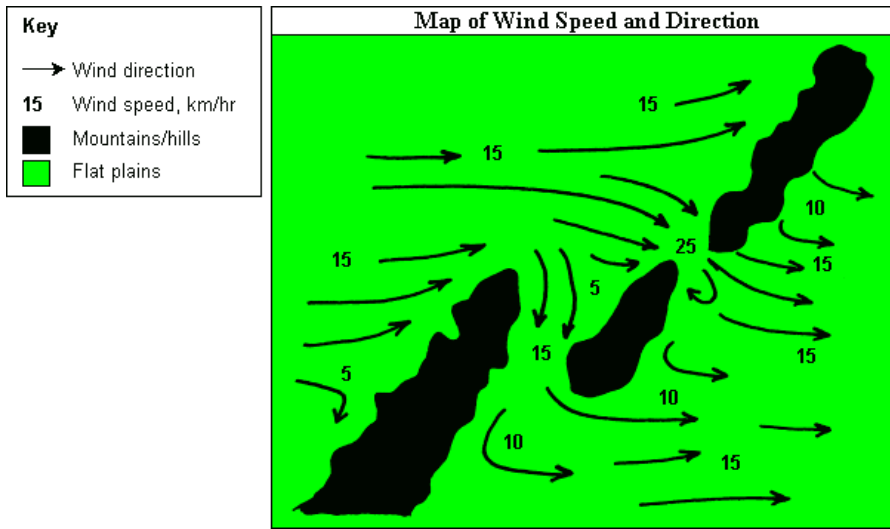 Key
Wind direction
15 Wind speed, km/hr
Mountains/hills
Flat plains
Map of Wind Speed and Direction
15
15
10
25
15
15
5
15
15
5
10
10
15